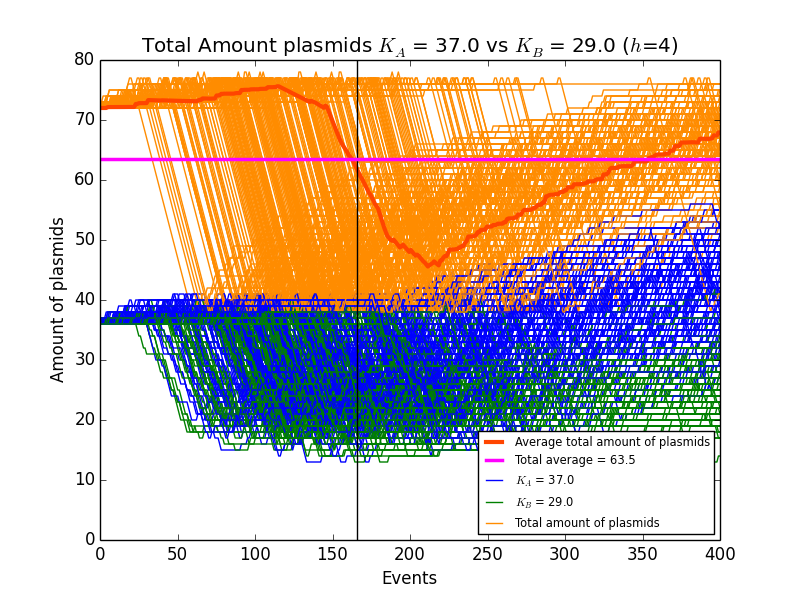 Total Amount plasmids K_A = 37.0 vs K_B = 29.0 (h=4)
80
70
60
50
40
30
20
10
0
Amount of plasmids
Average total amount of plasmids
Total average = 63.5
K_A = 37.0
K_B = 29.0
Total amount of plasmids
0 50 100 150 200 250 300 350 400
Events